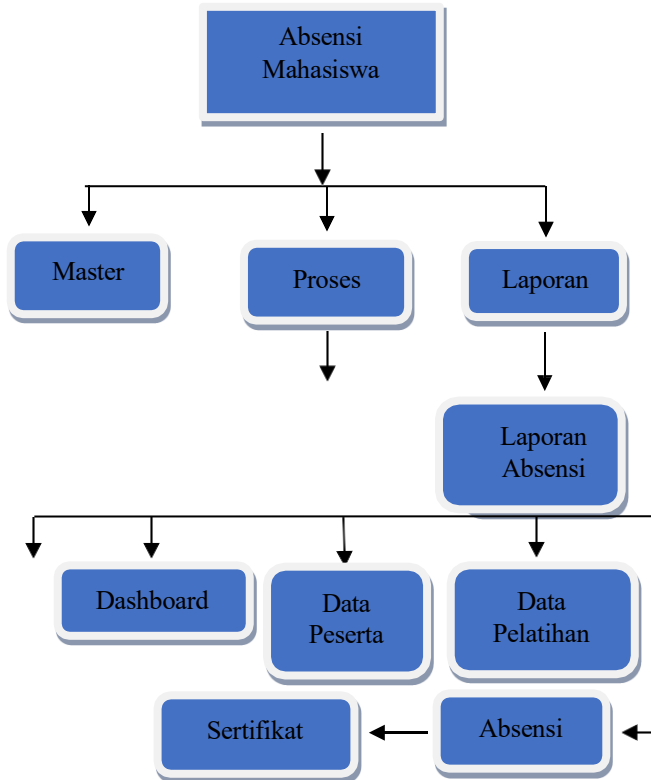 Absensi
Mahasiswa
Master
Proses
Laporan
Laporan
Absensi
Dashboard
Data
Peserta
Data
Pelatihan
Sertifikat
Absensi